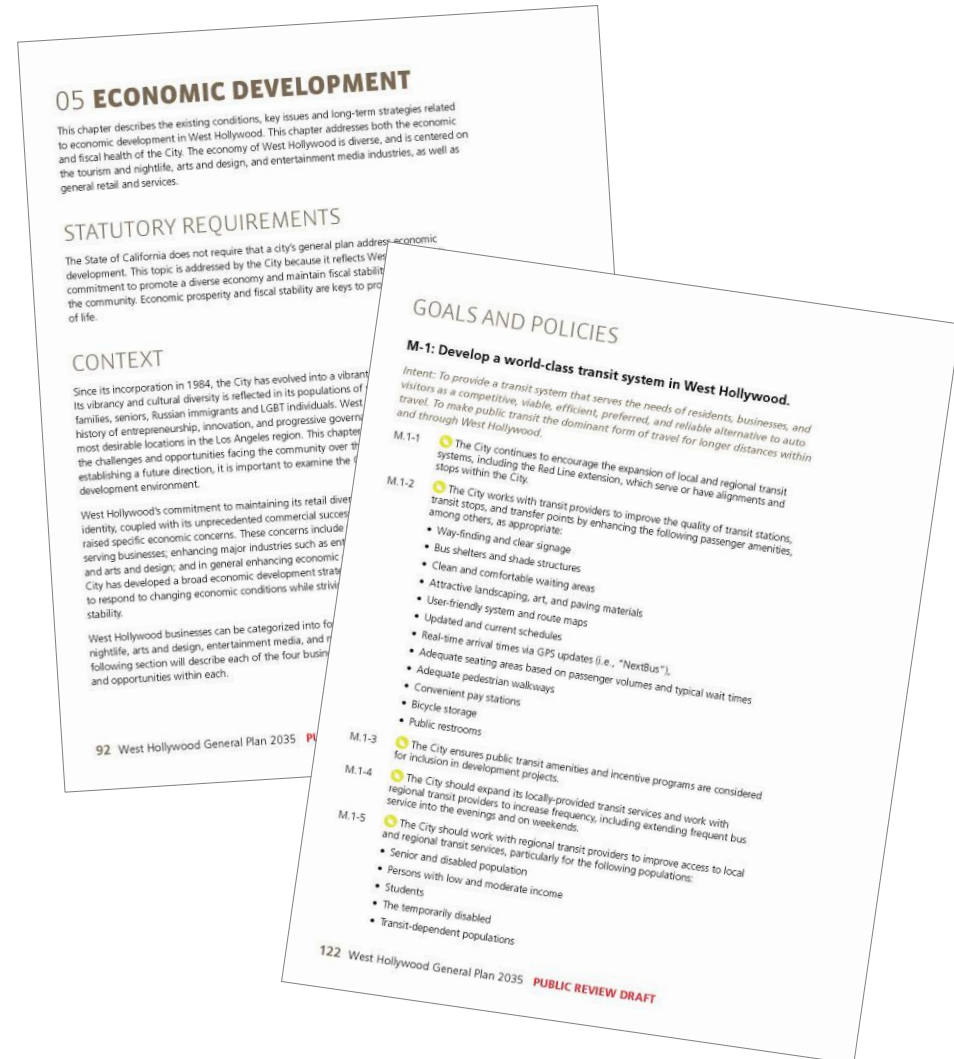 05 ECONOMIC DEVELOPMENT
This chapter describes the existing conditions, key issues and long-term strategies related
to economic development in West Hollywood. This chapter addresses both the economic
and fiscal health of the City. The economy of West Hollywood is diverse, and is centered on
the tourism and nightlife, arts and design, and entertainment media industries, as well as
general retail and services.
STATUTORY REQUIREMENTS
The State of California does not require that a city's general plan address economic
development. This topic is addressed by the City because it reflects Wes
commitment to promote a diverse economy and maintain fiscal stabilit
the community. Economic prosperity and fiscal stability are keys to pro
of life.
CONTEXT
Since its incorporation in 1984, the City has evolved into a vibrant
Its vibrancy and cultural diversity is reflected in its populations of
families, seniors, Russian immigrants and LGBT individuals. West
history of entrepreneurship, innovation, and progressive governa
most desirable locations in the Los Angeles region. This chapter
the challenges and opportunities facing the community over th
establishing a future direction, it is important to examine the
development environment.
West Hollywood's commitment to maintaining its retail diver
identity, coupled with its unprecedented commercial succes
raised specific economic concerns. These concerns include
serving businesses; enhancing major industries such as ent
and arts and design; and in general enhancing economic
City has developed a broad economic development strate
to respond to changing economic conditions while strivi
stability.
West Hollywood businesses can be categorized into fo
nightlife, arts and design, entertainment media, and r
following section will describe each of the four busin
and opportunities within each.
92 West Hollywood General Plan 2035 PU
GOALS AND POLICIES
M-1: Develop a world-class transit system in West Hollywood.
Intent: To provide a transit system that serves the needs of residents, businesses, and
visitors as a competitive, viable, efficient, preferred, and reliable alternative to auto
travel. To make public transit the dominant form of travel for longer distances within
and through West Hollywood.
M.1-1 The City continues to encourage the expansion of local and regional transit
systems, including the Red Line extension, which serve or have alignments and
stops within the City.
M.1-2 The City works with transit providers to improve the quality of transit stations,
transit stops, and transfer points by enhancing the following passenger amenities,
among others, as appropriate:
• Way-finding and clear signage
• Bus shelters and shade structures
• Clean and comfortable waiting areas
• Attractive landscaping, art, and paving materials
• User-friendly system and route maps
• Updated and current schedules
• Real-time arrival times via GPS updates (i.e., "NextBus"),
• Adequate seating areas based on passenger volumes and typical wait times
• Adequate pedestrian walkways
• Convenient pay stations
• Bicycle storage
• Public restrooms
M.1-3 The City ensures public transit amenities and incentive programs are considered
for inclusion in development projects.
M.1-4 The City should expand its locally-provided transit services and work with
regional transit providers to increase frequency, including extending frequent bus
service into the evenings and on weekends.
M.1-5 The City should work with regional transit providers to improve access to local
and regional transit services, particularly for the following populations:
• Senior and disabled population
• Persons with low and moderate income
• Students
• The temporarily disabled
• Transit-dependent populations
122 West Hollywood General Plan 2035 PUBLIC REVIEW DRAFT